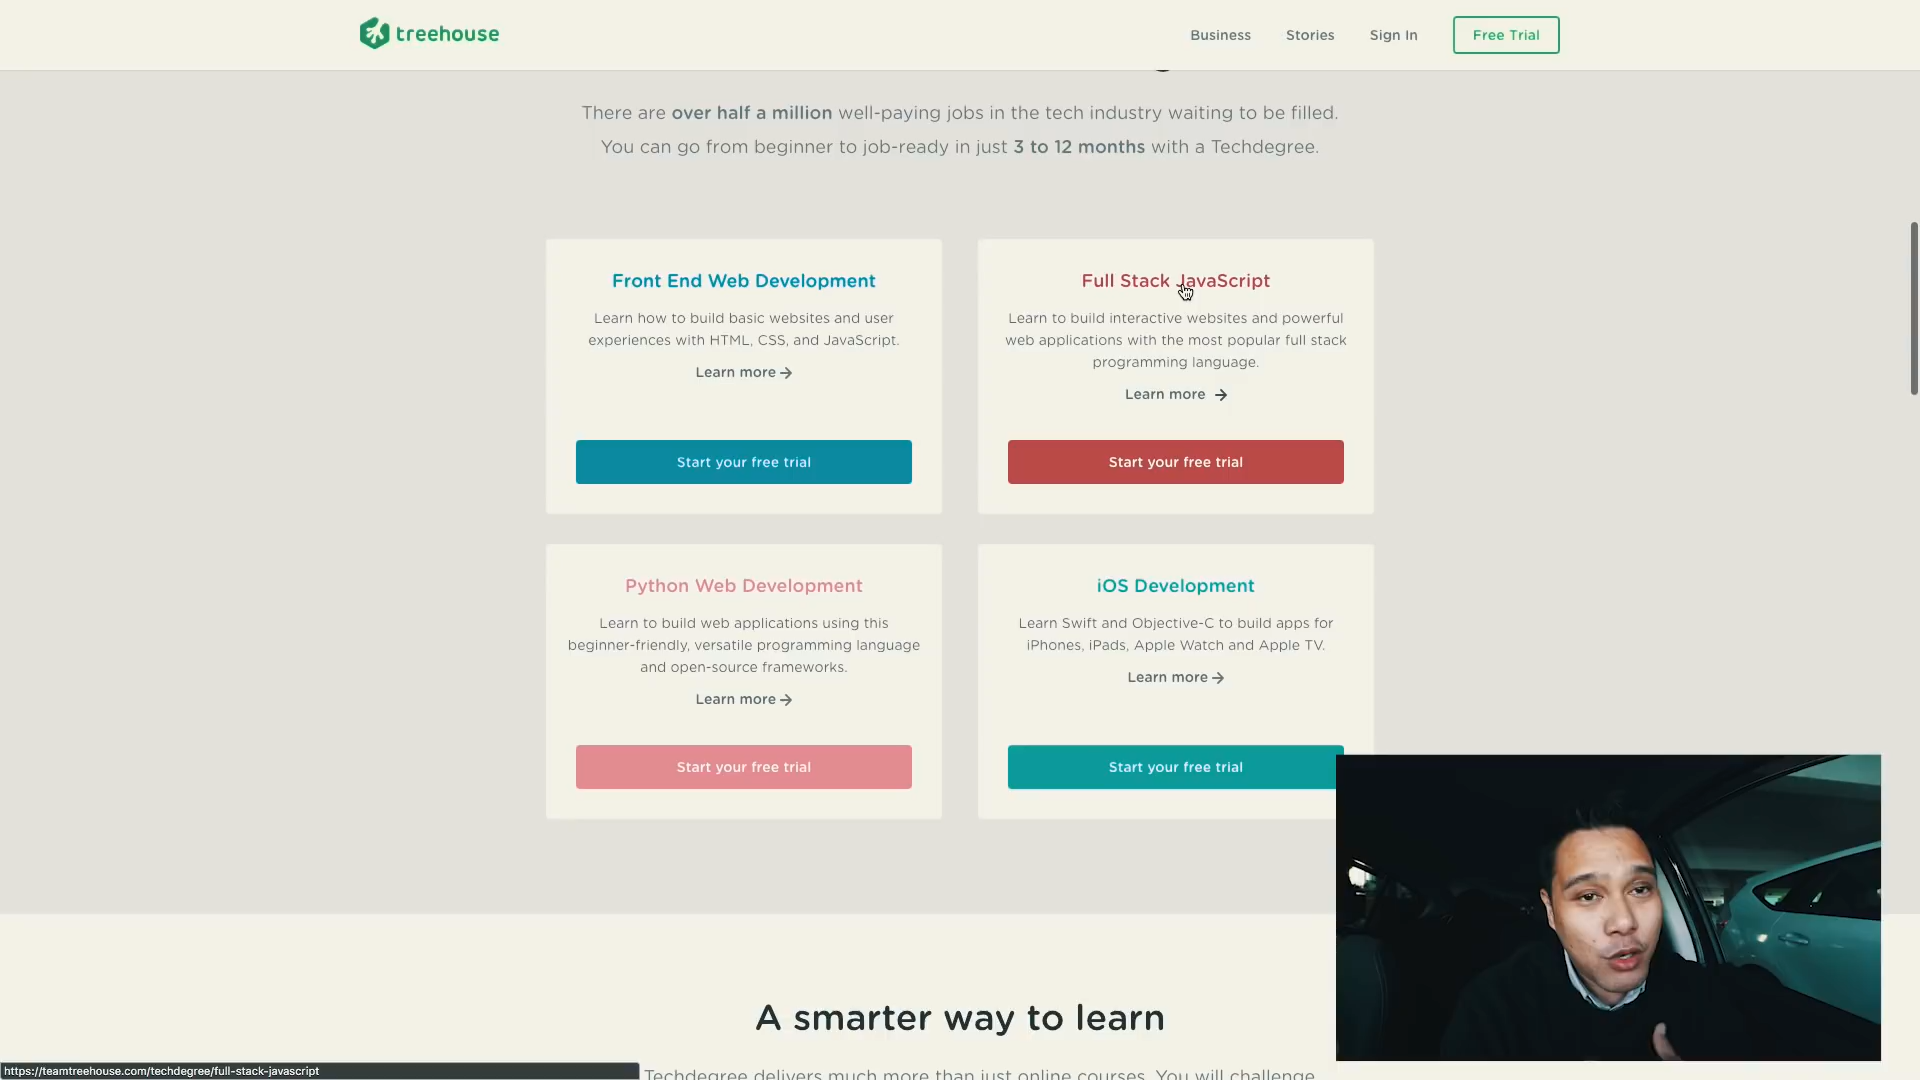 treehouse
Business
Stories
Sign In
Free Trial
There are over half a million well-paying jobs in the tech industry waiting to be filled.
You can go from beginner to job-ready in just 3 to 12 months with a Techdegree.
Front End Web Development
Learn how to build basic websites and user
experiences with HTML, CSS, and JavaScript.
Learn more
Start your free trial
Full Stack JavaScript
Learn to build interactive websites and powerful
web applications with the most popular full stack
programming language.
Learn more
Start your free trial
Python Web Development
Learn to build web applications using this
beginner-friendly, versatile programming language
and open-source frameworks.
Learn more
Start your free trial
iOS Development
Learn Swift and Objective-C to build apps for
iPhones, iPads, Apple Watch and Apple TV.
Learn more
Start your free trial
A smarter way to learn
Techdegree delivers much more than just online courses. You will challenge
https://teamtreehouse.com/techdegree/full-stack-javascript